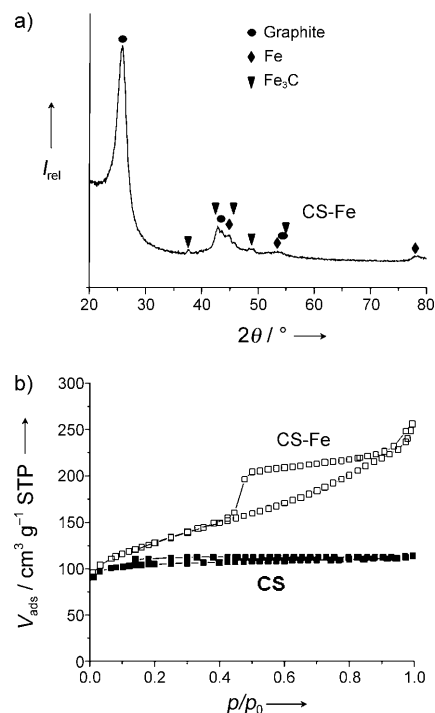 a)
● Graphite
♦ Fe
▼ Fe₃C
I rel ⟶
CS-Fe
20 30 40 50 60 70 80
2θ / ° ⟶
b)
300
250
200
150
100
50
0
V ads / cm³ g⁻¹ STP ⟶
CS-Fe
CS
0.0 0.2 0.4 0.6 0.8 1.0
p/p₀ ⟶